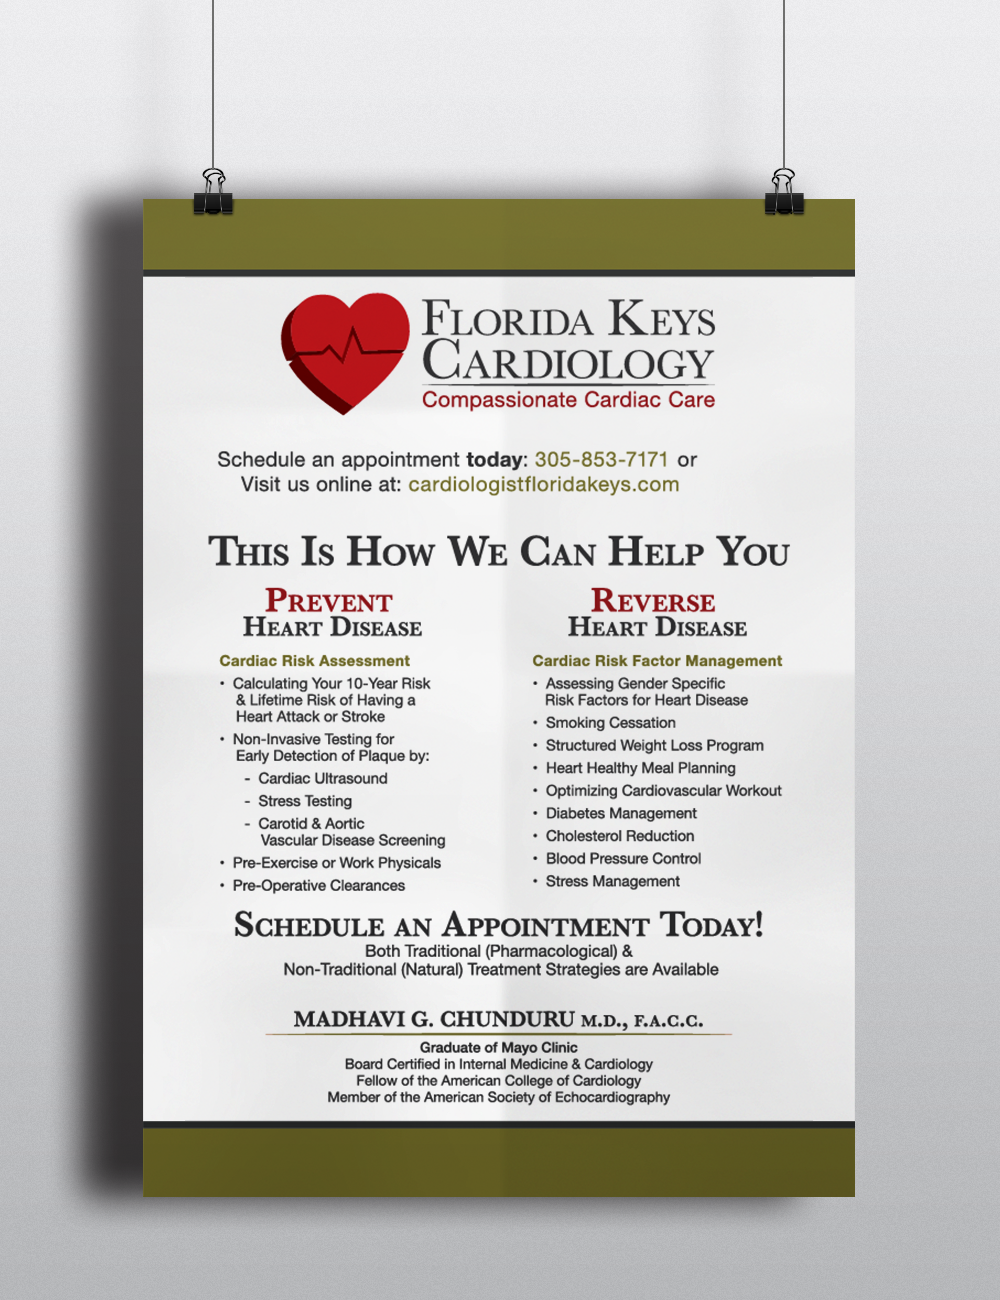 Florida Keys
Cardiology
Compassionate Cardiac Care
Schedule an appointment today: 305-853-7171 or
Visit us online at: cardiologistfloridakeys.com
This Is How We Can Help You
Prevent
Heart Disease
Cardiac Risk Assessment
• Calculating Your 10-Year Risk
& Lifetime Risk of Having a
Heart Attack or Stroke
• Non-Invasive Testing for
Early Detection of Plaque by:
- Cardiac Ultrasound
- Stress Testing
- Carotid & Aortic
Vascular Disease Screening
• Pre-Exercise or Work Physicals
• Pre-Operative Clearances
Reverse
Heart Disease
Cardiac Risk Factor Management
• Assessing Gender Specific
Risk Factors for Heart Disease
• Smoking Cessation
• Structured Weight Loss Program
• Heart Healthy Meal Planning
• Optimizing Cardiovascular Workout
• Diabetes Management
• Cholesterol Reduction
• Blood Pressure Control
• Stress Management
Schedule an Appointment Today!
Both Traditional (Pharmacological) &
Non-Traditional (Natural) Treatment Strategies are Available
MADHAVI G. CHUNDURU M.D., F.A.C.C.
Graduate of Mayo Clinic
Board Certified in Internal Medicine & Cardiology
Fellow of the American College of Cardiology
Member of the American Society of Echocardiography